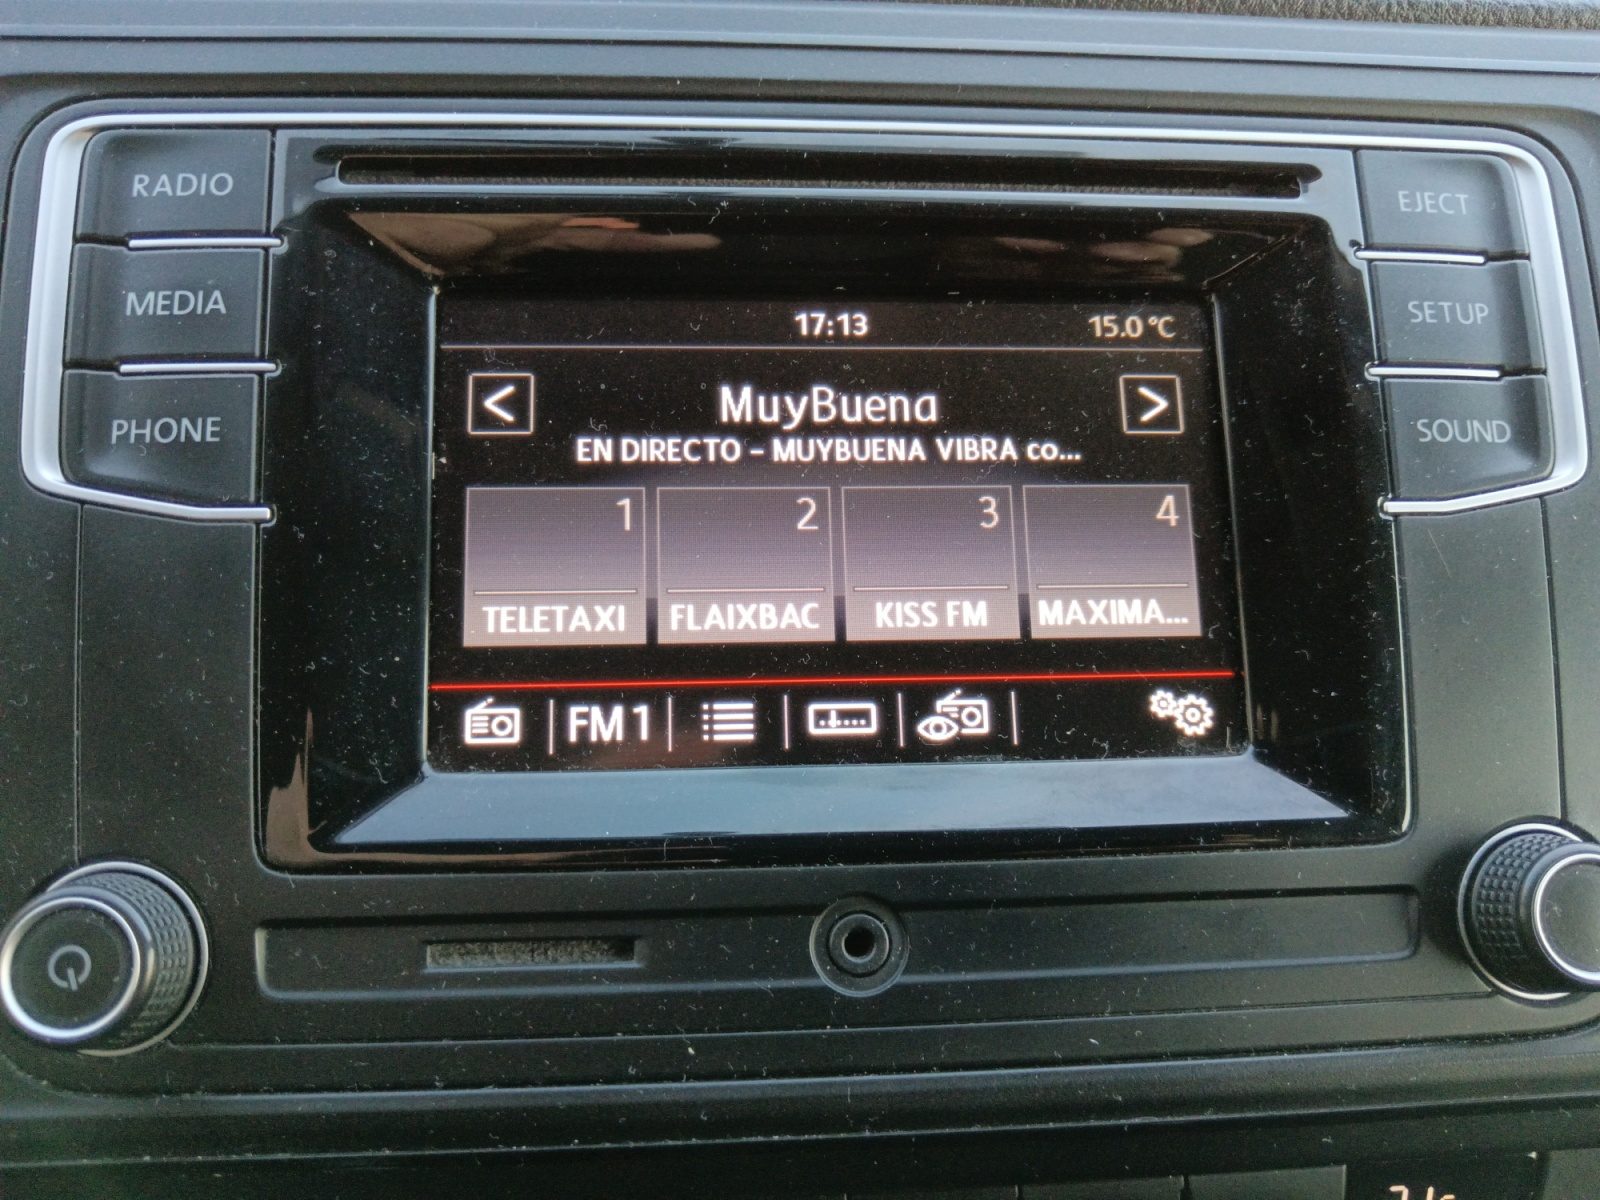 RADIO
MEDIA
PHONE
EJECT
SETUP
SOUND
17:13 15.0 °C
< MuyBuena >
EN DIRECTO - MUYBUENA VIBRA co...
1 2 3 4
TELETAXI FLAIXBAC KISS FM MAXIMA...
FM 1